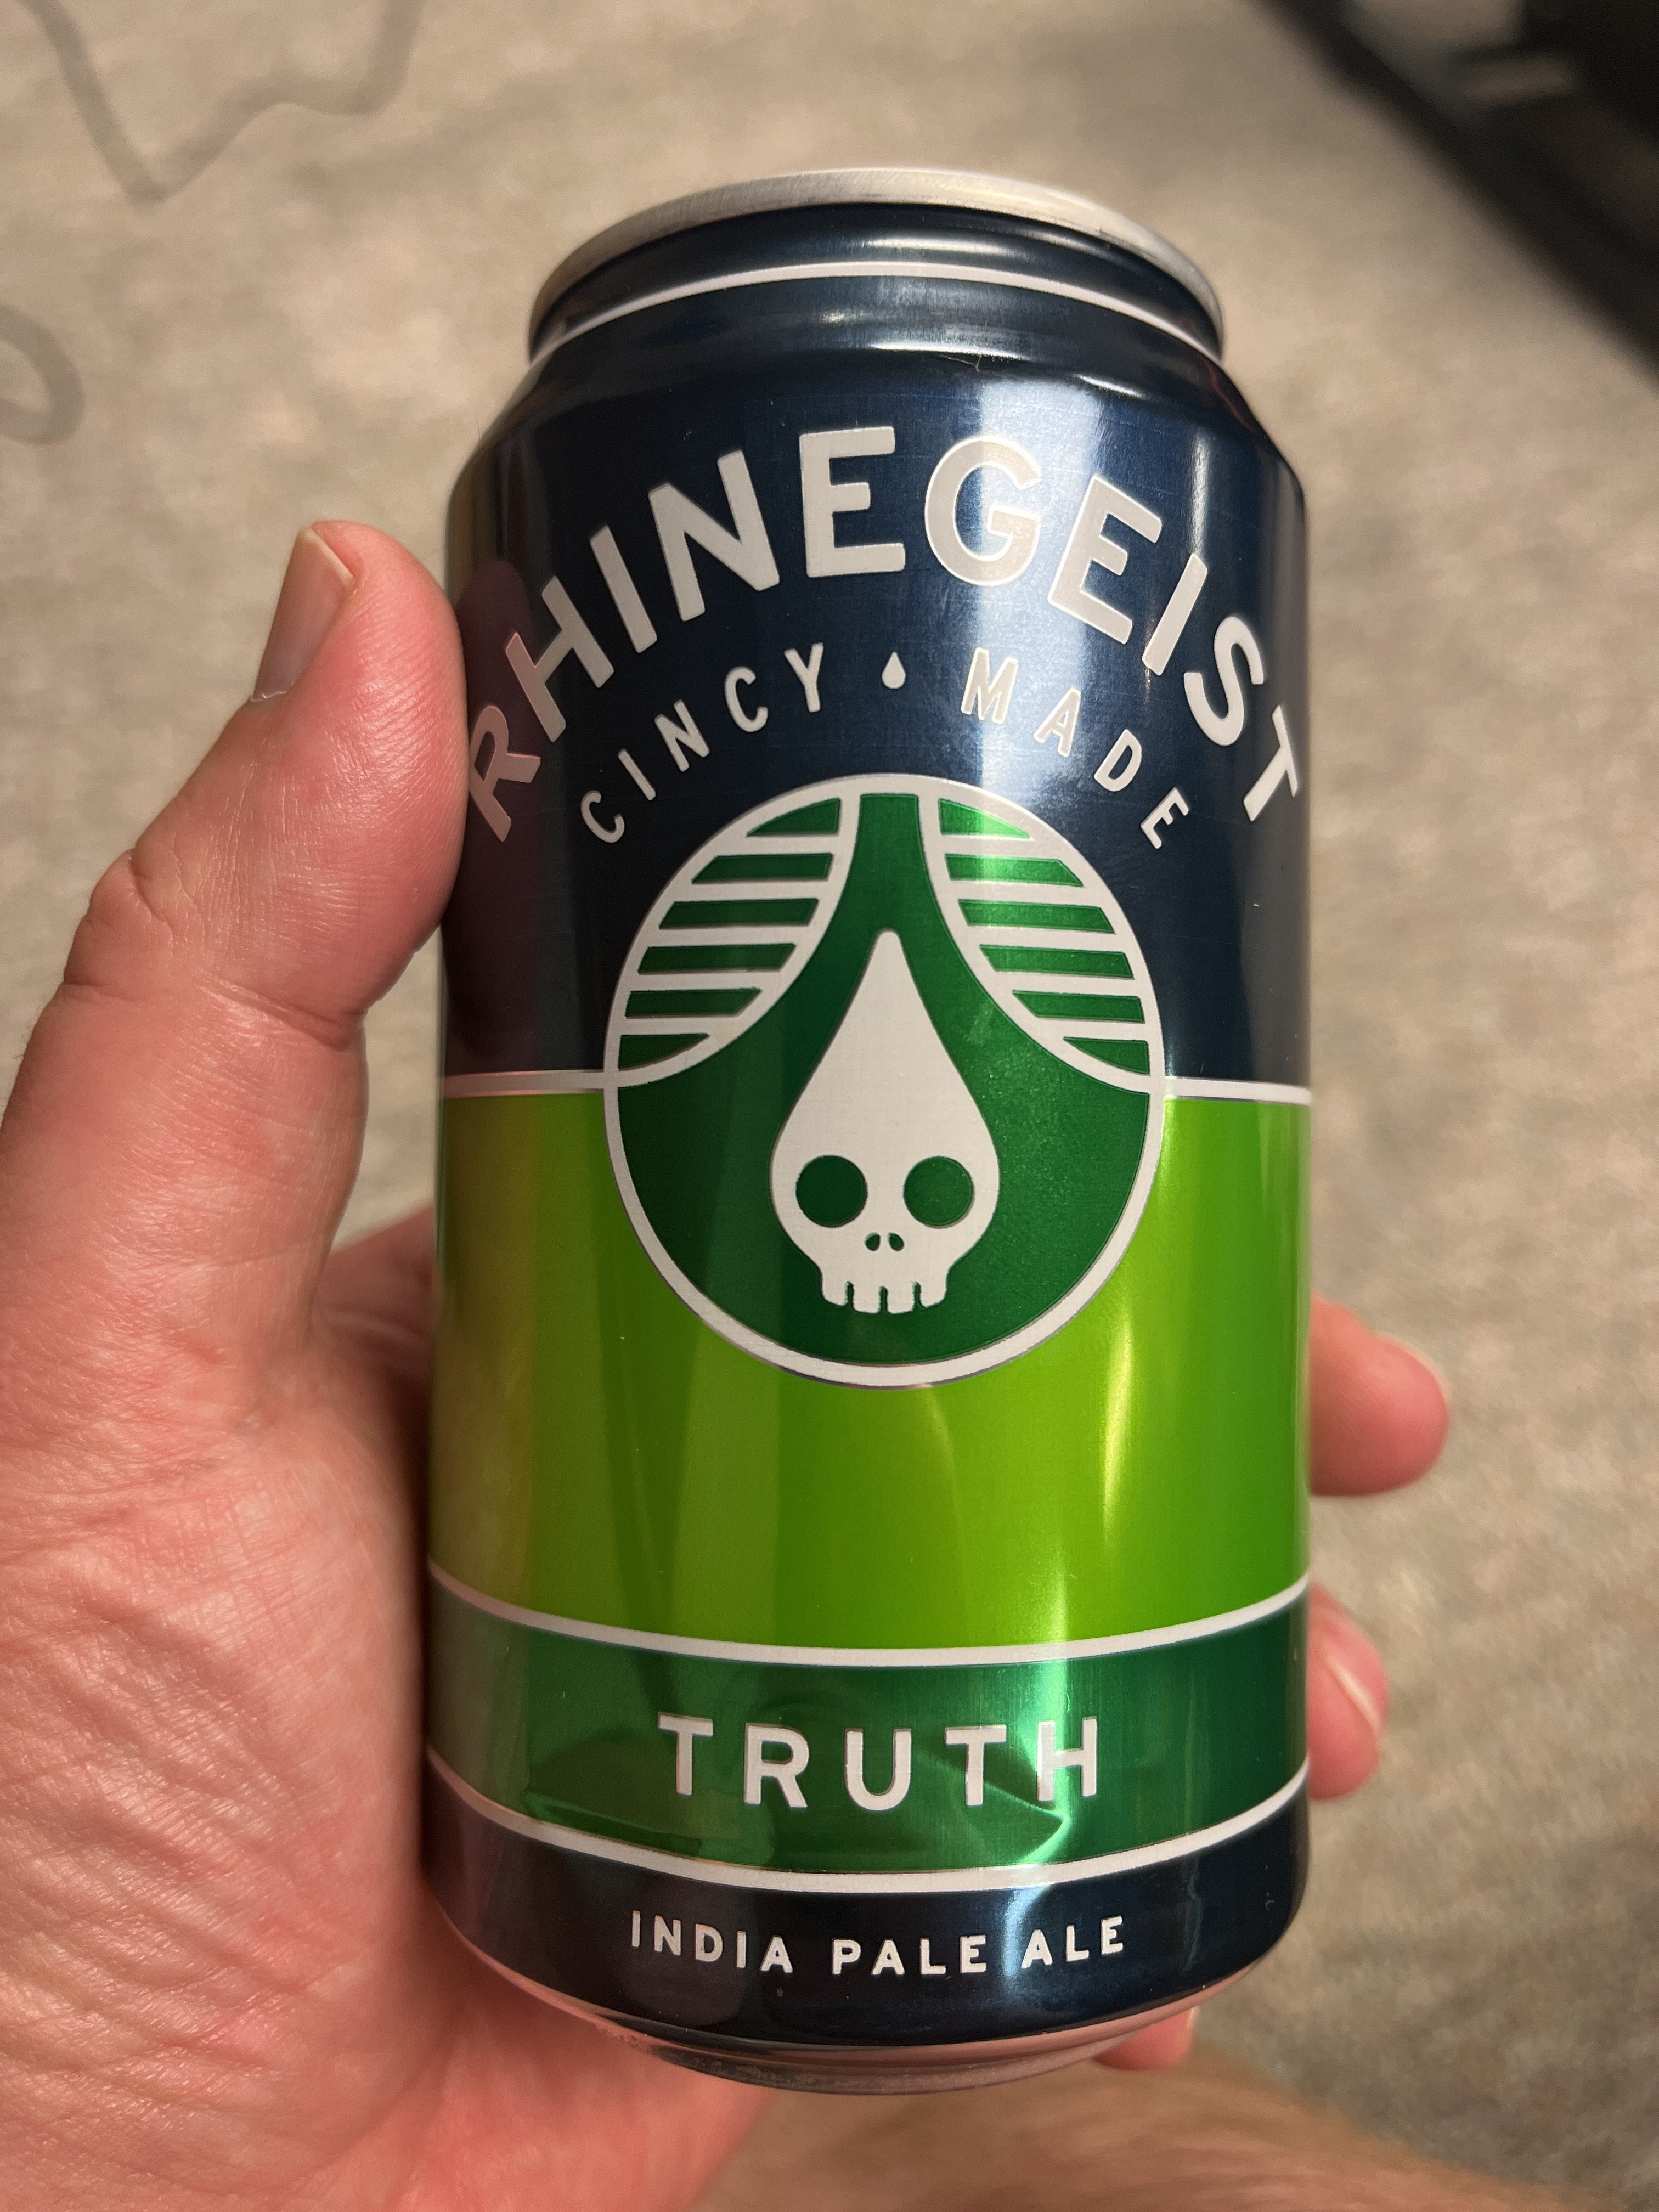 RHINEGEIST
CINCY MADE
TRUTH
INDIA PALE ALE